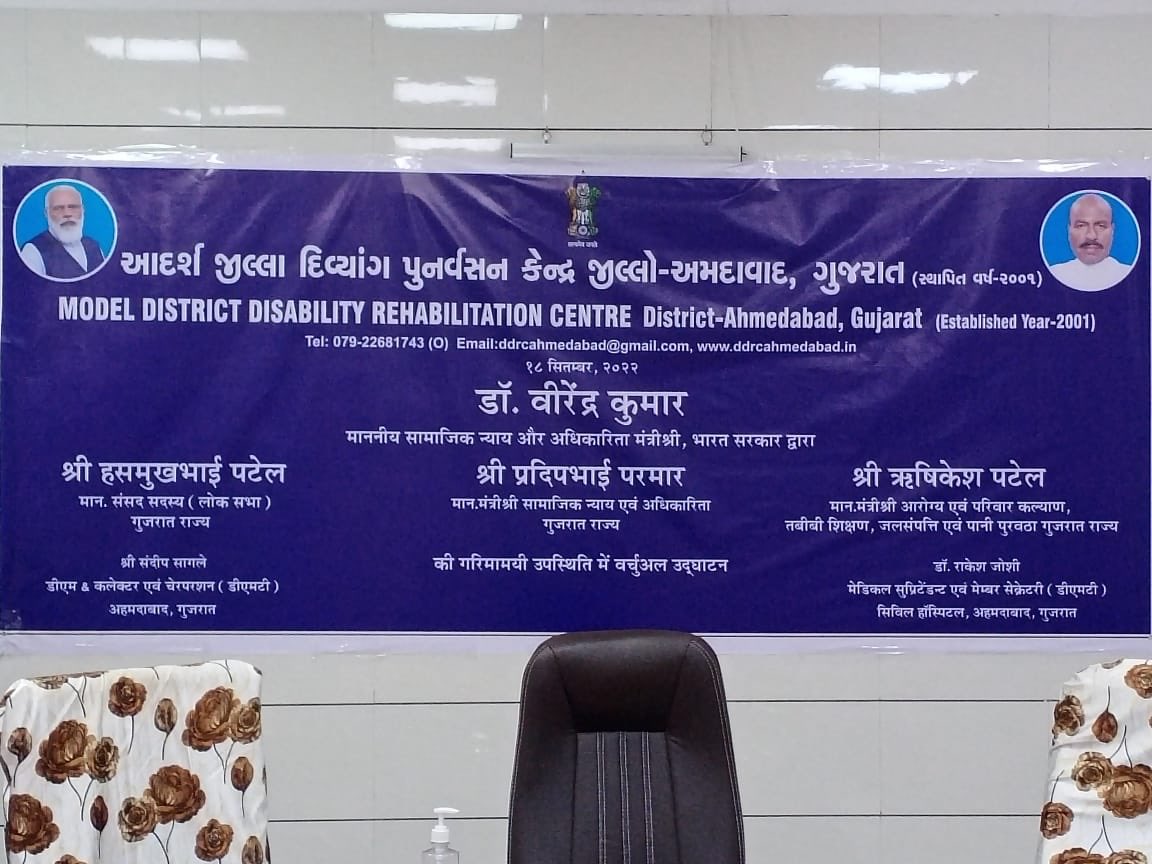 सत्यमेव जयते
આદર્શ જીલ્લા દિવ્યાંગ પુનર્વસન કેન્દ્ર જીલ્લો-અમદાવાદ, ગુજરાત (સ્થાપિત વર્ષ-૨૦૦૧)
MODEL DISTRICT DISABILITY REHABILITATION CENTRE District-Ahmedabad, Gujarat (Established Year-2001)
Tel: 079-22681743 (O) Email:ddrcahmedabad@gmail.com, www.ddrcahmedabad.in
१८ सितम्बर, २०२२
डॉ. वीरेंद्र कुमार
माननीय सामाजिक न्याय और अधिकारिता मंत्रीश्री, भारत सरकार द्वारा
श्री हसमुखभाई पटेल
मान. संसद सदस्य ( लोक सभा )
गुजरात राज्य
श्री प्रदिपभाई परमार
मान.मंत्रीश्री सामाजिक न्याय एवं अधिकारिता
गुजरात राज्य
श्री ऋषिकेश पटेल
मान.मंत्रीश्री आरोग्य एवं परिवार कल्याण,
तबीबी शिक्षण, जलसंपत्ति एवं पानी पुरवठा गुजरात राज्य
श्री संदीप सागले
डीएम & कलेक्टर एवं चेरपरशन ( डीएमटी )
अहमदाबाद, गुजरात
की गरिमामयी उपस्थिति में वर्चुअल उद्घाटन
डॉ. राकेश जोशी
मेडिकल सुप्रिटेंडन्ट एवं मेम्बर सेक्रेटरी ( डीएमटी )
सिविल हॉस्पिटल, अहमदाबाद, गुजरात